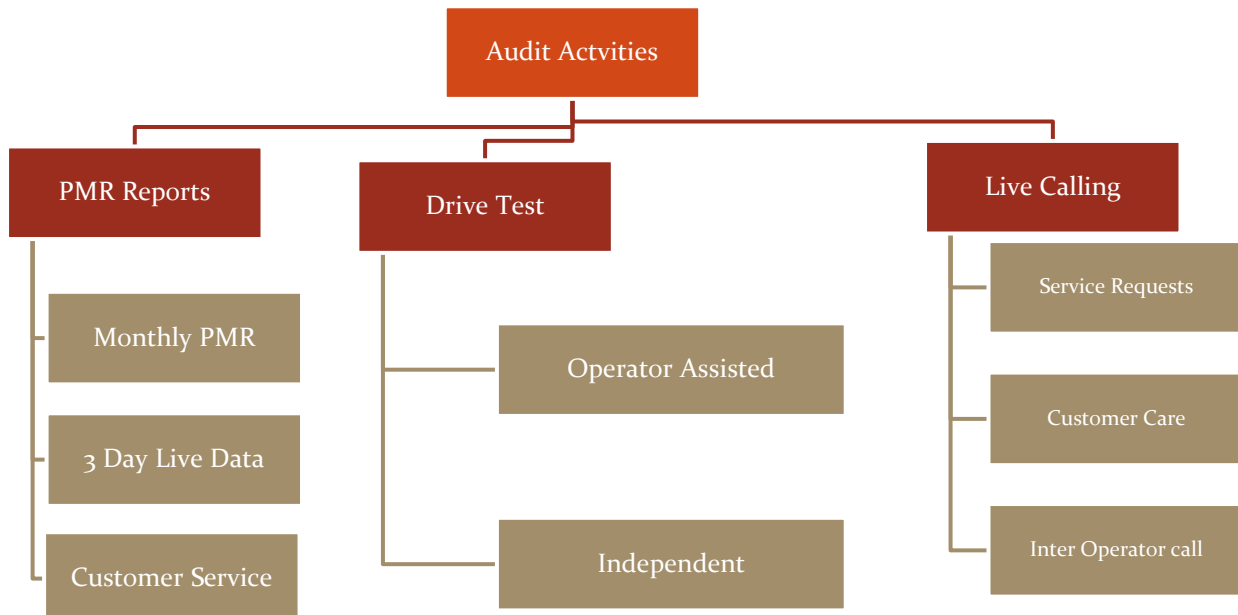 Audit Actvities
PMR Reports
Drive Test
Live Calling
Monthly PMR
3 Day Live Data
Customer Service
Operator Assisted
Independent
Service Requests
Customer Care
Inter Operator call